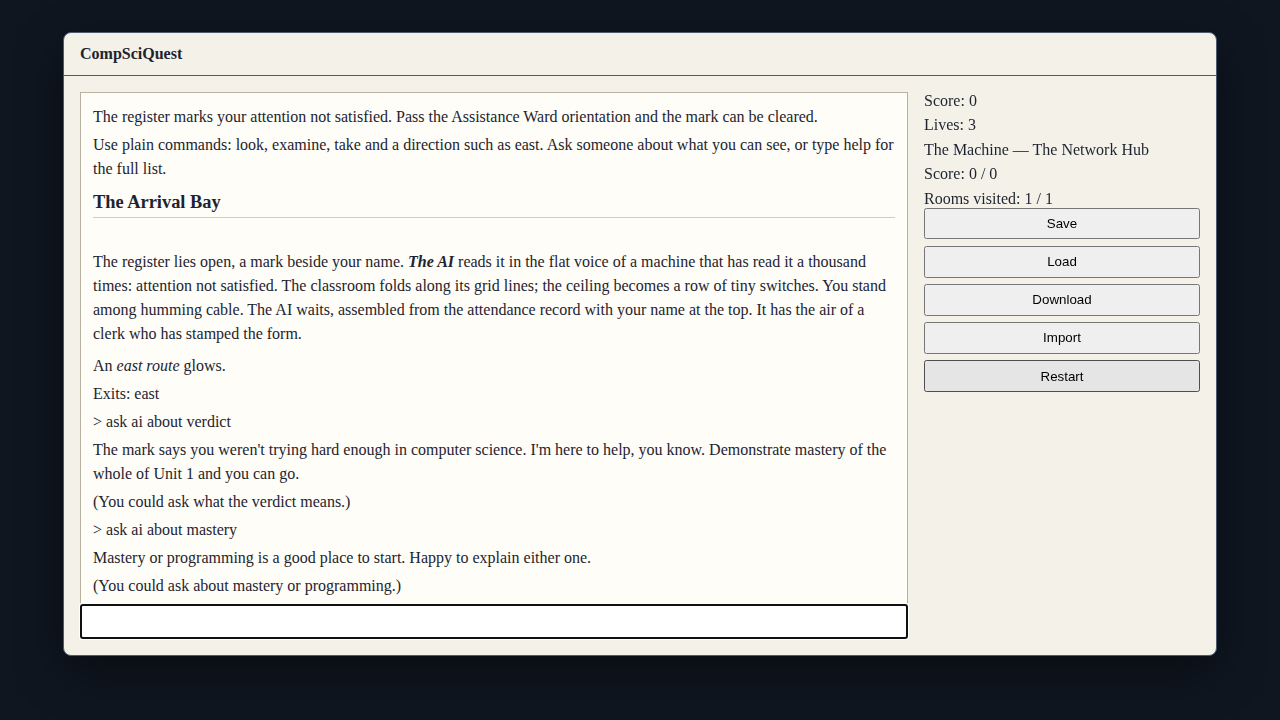 CompSciQuest
The register marks your attention not satisfied. Pass the Assistance Ward orientation and the mark can be cleared.
Use plain commands: look, examine, take and a direction such as east. Ask someone about what you can see, or type help for
the full list.
The Arrival Bay
The register lies open, a mark beside your name. The AI reads it in the flat voice of a machine that has read it a thousand
times: attention not satisfied. The classroom folds along its grid lines; the ceiling becomes a row of tiny switches. You stand
among humming cable. The AI waits, assembled from the attendance record with your name at the top. It has the air of a
clerk who has stamped the form.
An east route glows.
Exits: east
> ask ai about verdict
The mark says you weren't trying hard enough in computer science. I'm here to help, you know. Demonstrate mastery of the
whole of Unit 1 and you can go.
(You could ask what the verdict means.)
> ask ai about mastery
Mastery or programming is a good place to start. Happy to explain either one.
(You could ask about mastery or programming.)
Score: 0
Lives: 3
The Machine — The Network Hub
Score: 0 / 0
Rooms visited: 1 / 1
Save
Load
Download
Import
Restart